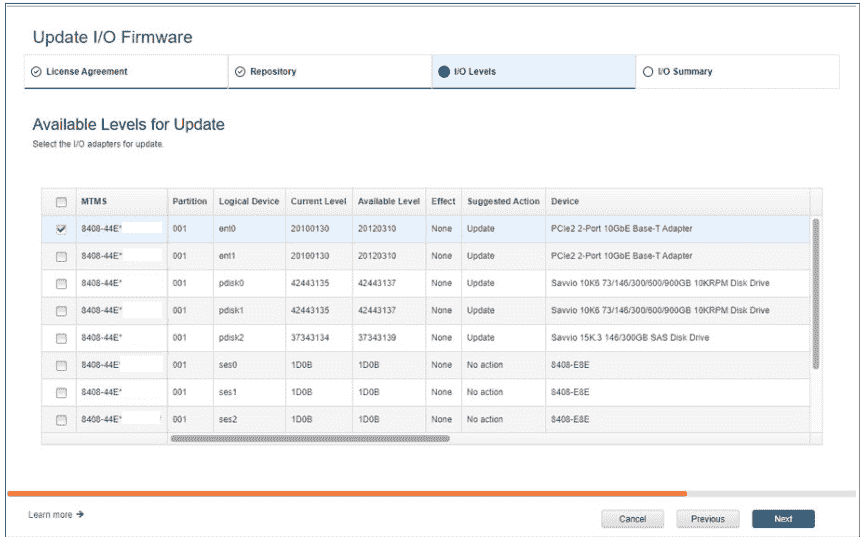 Update I/O Firmware
License Agreement Repository I/O Levels I/O Summary
Available Levels for Update
Select the I/O adapters for update.
MTMS Partition Logical Device Current Level Available Level Effect Suggested Action Device
8408-44E* 001 ent0 20100130 20120310 None Update PCIe2 2-Port 10GbE Base-T Adapter
8408-44E* 001 ent1 20100130 20120310 None Update PCIe2 2-Port 10GbE Base-T Adapter
8408-44E* 001 pdisk0 42443135 42443137 None Update Savvio 10K6 73/146/300/600/900GB 10KRPM Disk Drive
8408-44E* 001 pdisk1 42443135 42443137 None Update Savvio 10K6 73/146/300/600/900GB 10KRPM Disk Drive
8408-44E* 001 pdisk2 37343134 37343139 None Update Savvio 15K.3 146/300GB SAS Disk Drive
8408-44E* 001 ses0 1D0B 1D0B None No action 8408-E8E
8408-44E* 001 ses1 1D0B 1D0B None No action 8408-E8E
8408-44E* 001 ses2 1D0B 1D0B None No action 8408-E8E
Learn more → Cancel Previous Next